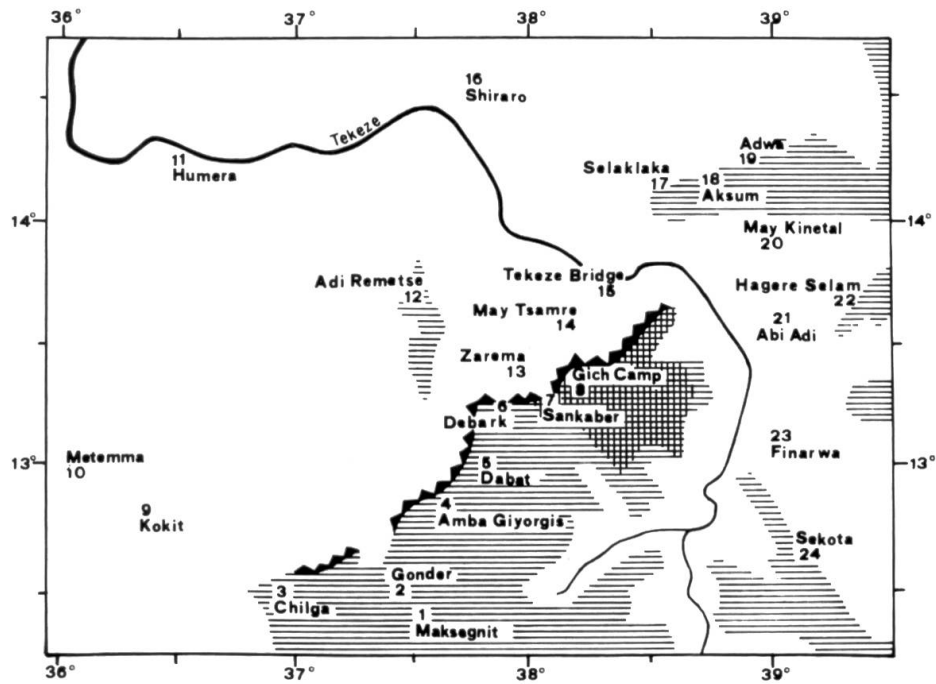 36° 37° 38° 39°
16
Shiraro
Tekeze
11
Humera
Adwa
19
Selaklaka
17
18
Aksum
14° 14°
May Kinetal
20
Adi Remetse
12
Tekeze Bridge
15
Hagere Selam
22
May Tsamre
14
21
Abi Adi
Zarema
13
Gich Camp
8
6
Debark
7
Sankaber
23
Finarwa
Metemma
10
13° 13°
5
Dabat
9
Kokit
4
Amba Giyorgis
Sekota
24
Gonder
2
3
Chilga
1
Maksegnit
36° 37° 38° 39°